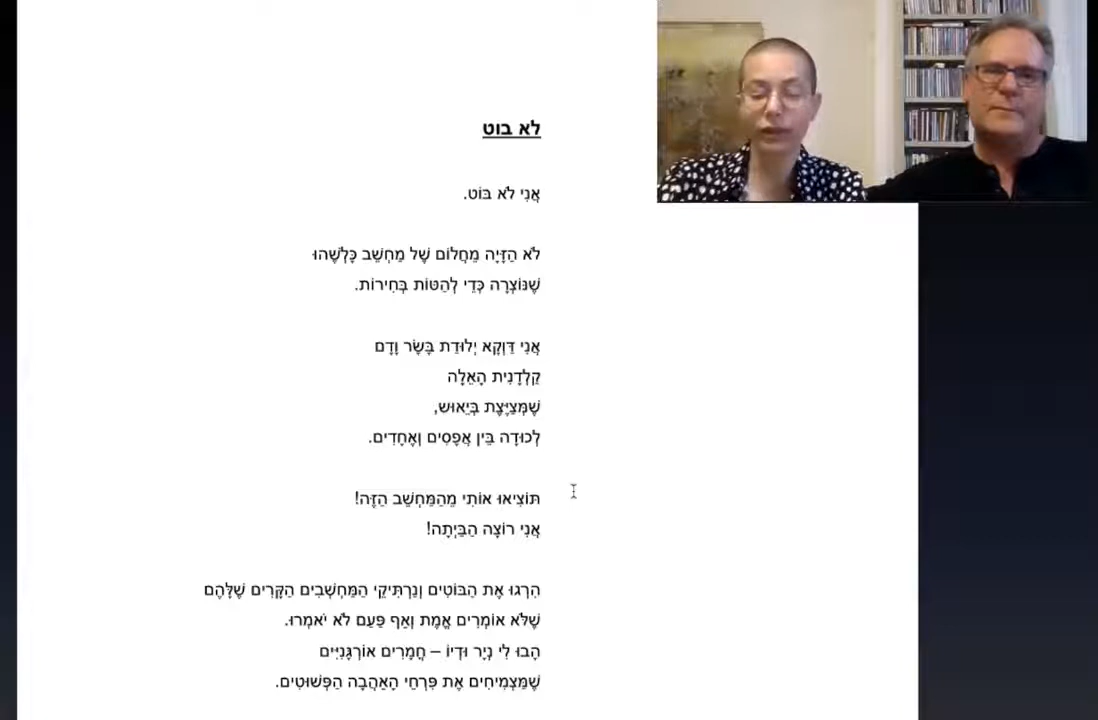 לא בוט
אֲנִי לֹא בּוֹט.
לֹא הַזָּיָה מֵחֲלוֹם שֶׁל מַחְשֵׁב כָּלְשֶׁהוּ
שֶׁנּוֹצְרָה כְּדֵי לְהַטּוֹת בְּחִירוֹת.
אֲנִי דַּוְקָא יְלוּדַת בָּשָׂר וָדָם
קַלְדָנִית הָאֵלָה
שֶׁמְּצַיֶּצֶת בְּיֵאוּשׁ,
לְכוּדָה בֵּין אֲפָסִים וְאֶחָדִים.
תּוֹצִיאוּ אוֹתִי מֵהַמַּחְשֵׁב הַזֶּה!
אֲנִי רוֹצָה הַבַּיְתָה!
הִרְגוּ אֶת הַבּוֹטִים וְנַרְתִּיקֵי הַמַּחְשְׁבִים הַקָּרִים שֶׁלָּהֶם
שֶׁלֹּא אוֹמְרִים אֱמֶת וְאַף פַּעַם לֹא יֹאמְרוּ.
הָבוּ לִי נְיָר וּדְיוֹ – חֳמָרִים אוֹרְגָּנִיִּים
שֶׁמַּצְמִיחִים אֶת פִּרְחֵי הָאַהֲבָה הַפְּשׁוּטִים.